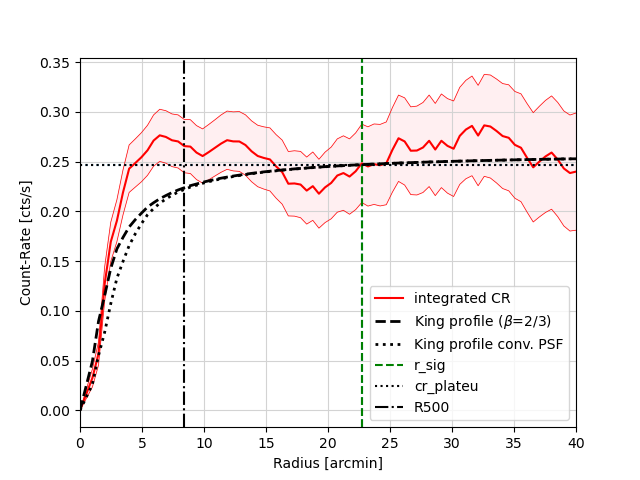 0.35
0.30
0.25
0.20
0.15
0.10
0.05
0.00
Count-Rate [cts/s]
integrated CR
King profile (β=2/3)
King profile conv. PSF
r_sig
cr_plateu
R500
0 5 10 15 20 25 30 35 40
Radius [arcmin]